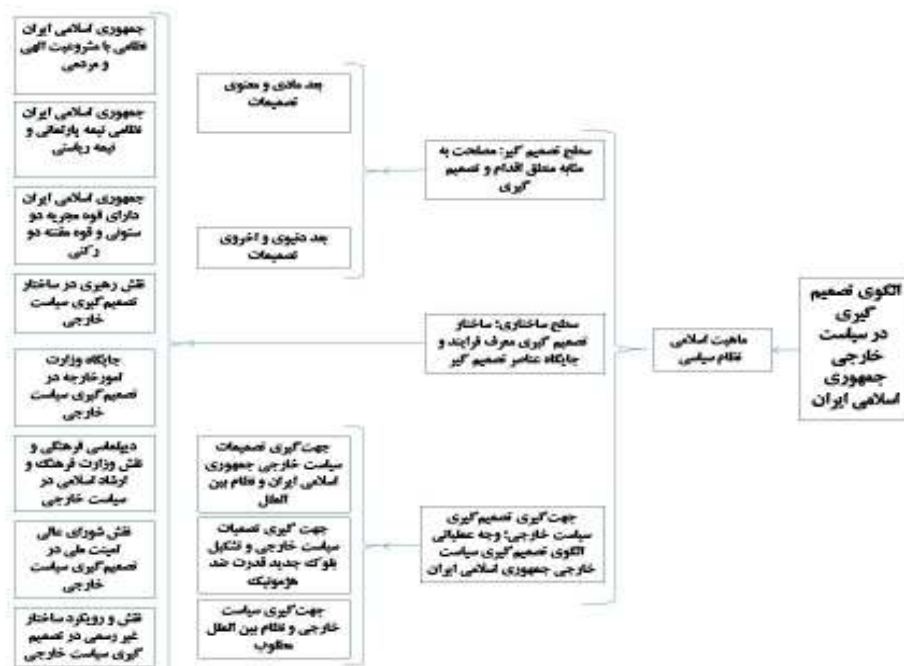 الگوی تصمیم
گیری
در سیاست
خارجی
جمهوری
اسلامی ایران
ماهیت اسلامی
نظام سیاسی
سطح تصمیم گیر: مصلحت به
مثابه منطق اقدام و تصمیم
گیری
سطح ساختاری: ساختار
تصمیم گیری معرف فرایند و
جایگاه عناصر تصمیم گیر
جهت‌گیری تصمیم‌گیری
سیاست خارجی: وجه عملیاتی
الگوی تصمیم‌گیری سیاست
خارجی جمهوری اسلامی ایران
بعد مادی و معنوی
تصمیمات
بعد دنیوی و اخروی
تصمیمات
جهت‌گیری تصمیمات
سیاست خارجی جمهوری
اسلامی ایران و نظام بین
الملل
جهت گیری تصمیات
سیاست خارجی و تشکیل
بلوک جدید قدرت ضد
هژمونیک
جهت‌گیری سیاست
خارجی و نظام بین الملل
مطلوب
جمهوری اسلامی ایران
نظامی با مشروعیت الهی
و مردمی
جمهوری اسلامی ایران
نظامی نیمه پارلمانی و
نیمه ریاستی
جمهوری اسلامی ایران
دارای قوه مجریه دو
ستونی و قوه مقننه دو
رکنی
نقش رهبری در ساختار
تصمیم‌گیری سیاست
خارجی
جایگاه وزارت
امورخارجه در
تصمیم‌گیری سیاست
خارجی
دیپلماسی فرهنگی و
نقش وزارت فرهنگ و
ارشاد اسلامی در
سیاست خارجی
نقش شورای عالی
امنیت ملی در
تصمیم‌گیری سیاست
خارجی
نقش و رویکرد ساختار
غیر رسمی در تصمیم
گیری سیاست خارجی